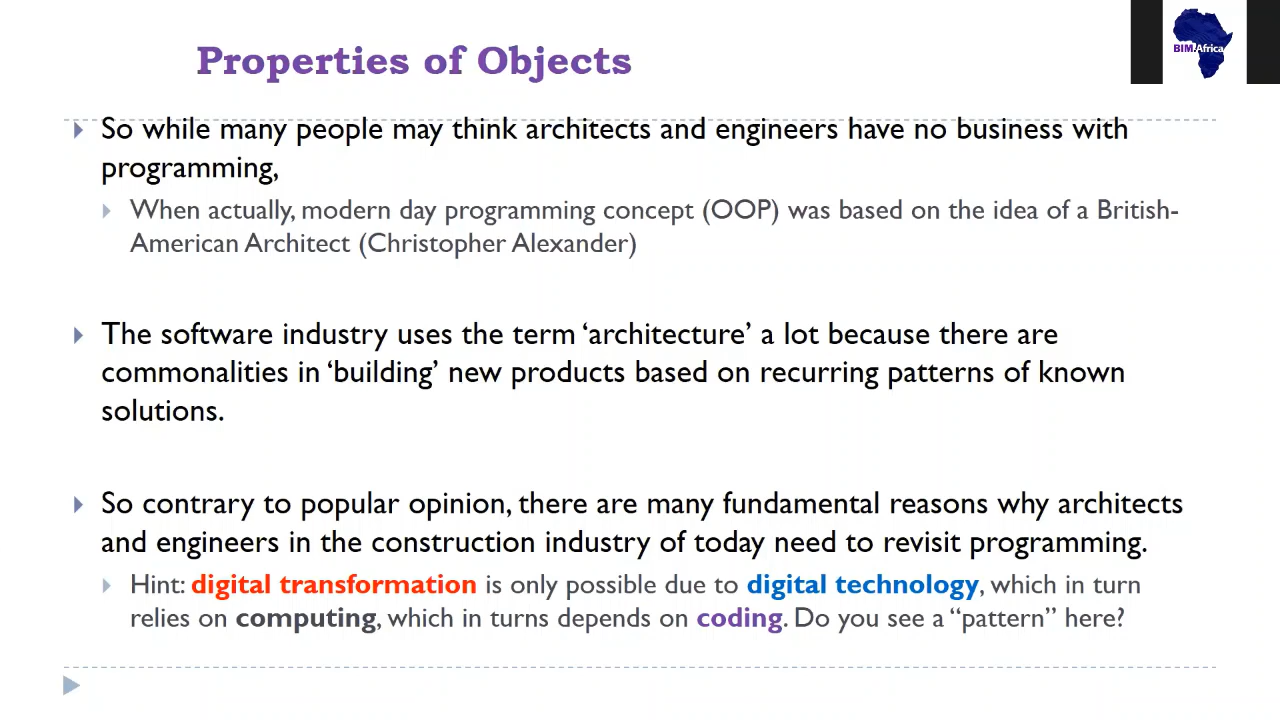 Properties of Objects
BIM Africa
So while many people may think architects and engineers have no business with
programming,
When actually, modern day programming concept (OOP) was based on the idea of a British-
American Architect (Christopher Alexander)
The software industry uses the term ‘architecture’ a lot because there are
commonalities in ‘building’ new products based on recurring patterns of known
solutions.
So contrary to popular opinion, there are many fundamental reasons why architects
and engineers in the construction industry of today need to revisit programming.
Hint: digital transformation is only possible due to digital technology, which in turn
relies on computing, which in turns depends on coding. Do you see a “pattern” here?